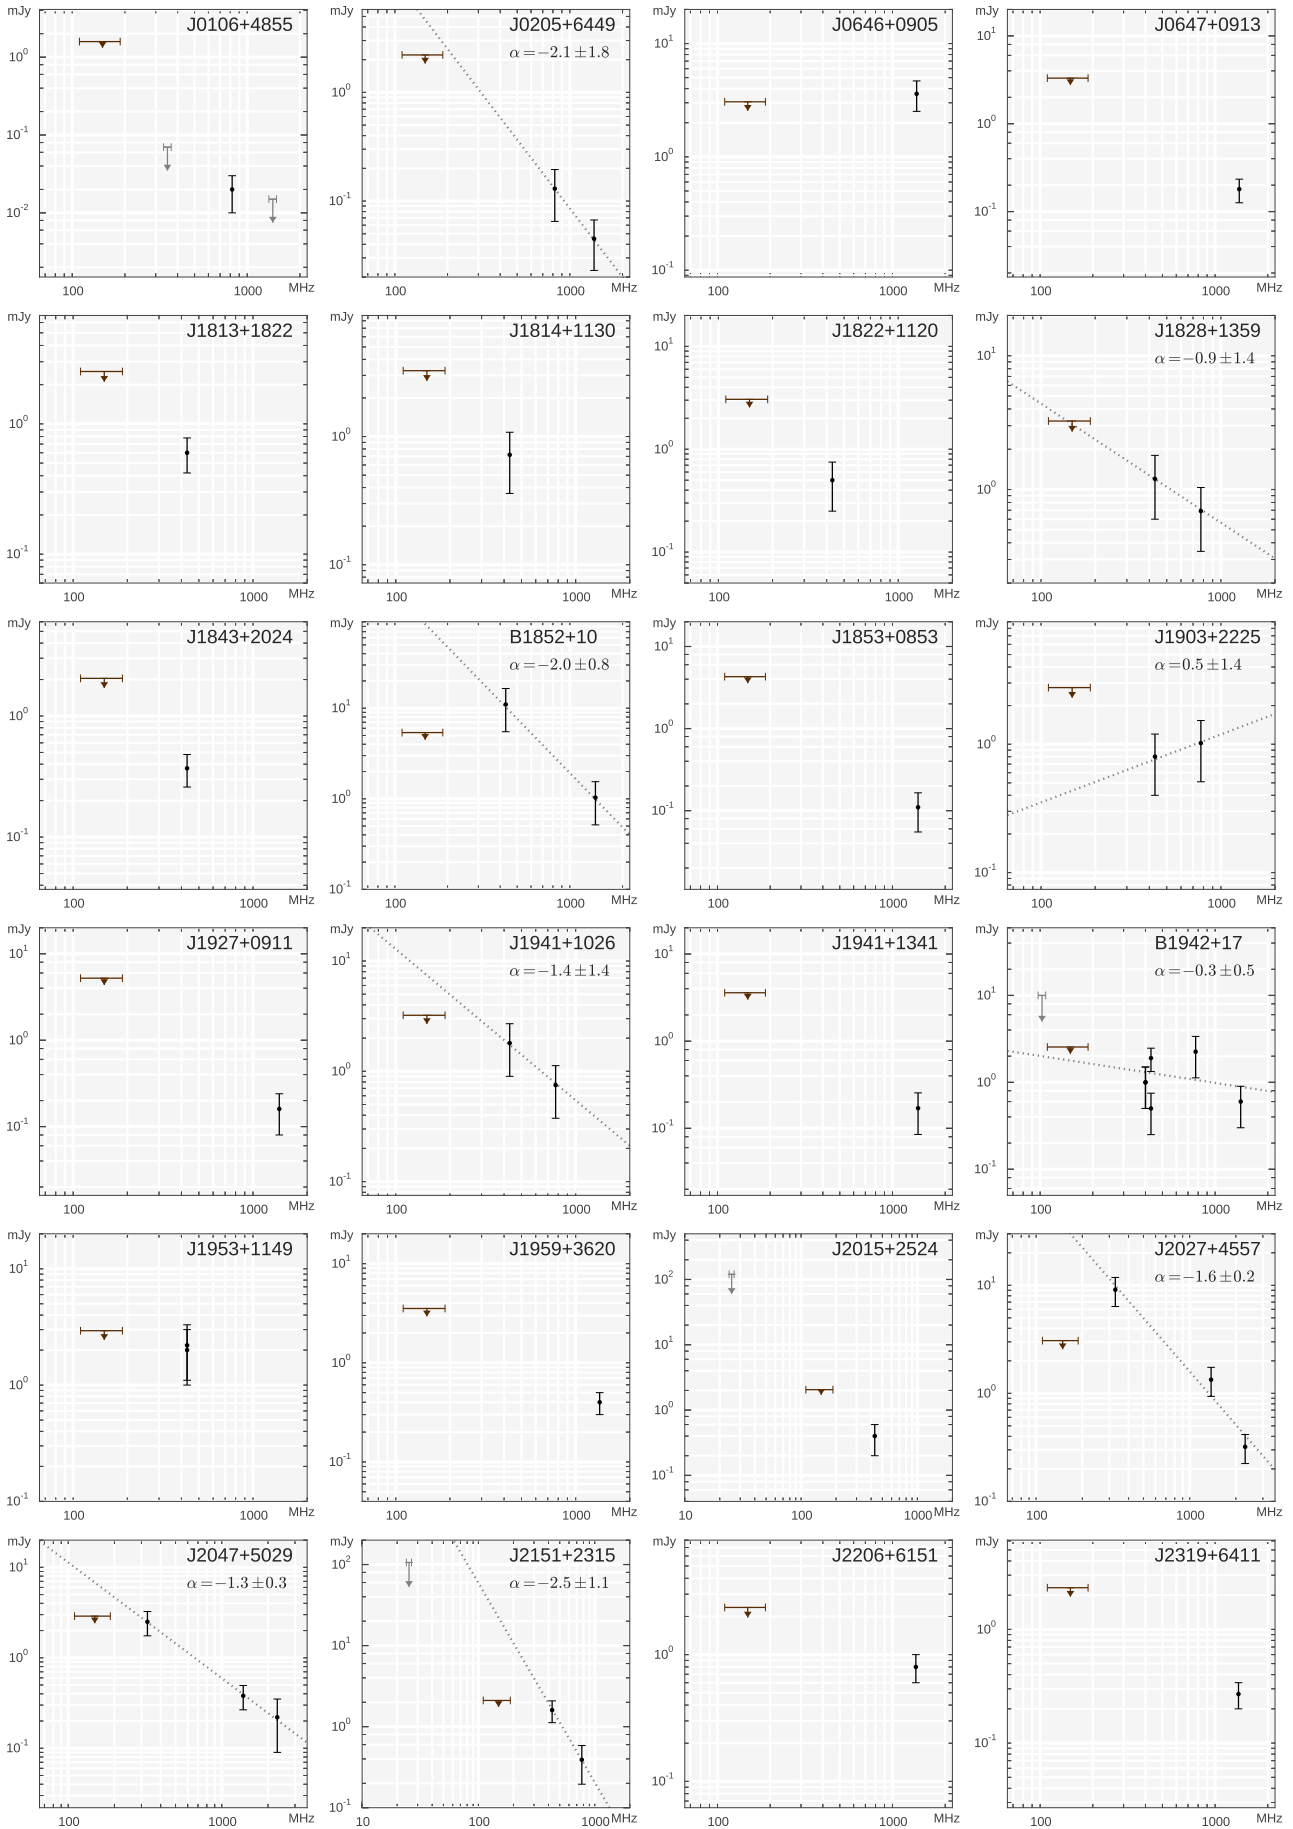 mJy J0106+4855
10^0
10^-1
10^-2
100 1000 MHz
mJy J0205+6449
α=−2.1±1.8
10^0
10^-1
100 1000 MHz
mJy J0646+0905
10^1
10^0
10^-1
100 1000 MHz
mJy J0647+0913
10^1
10^0
10^-1
100 1000 MHz
mJy J1813+1822
10^0
10^-1
100 1000 MHz
mJy J1814+1130
10^0
10^-1
100 1000 MHz
mJy J1822+1120
10^1
10^0
10^-1
100 1000 MHz
mJy J1828+1359
10^1
α=−0.9±1.4
10^0
100 1000 MHz
mJy J1843+2024
10^0
10^-1
100 1000 MHz
mJy B1852+10
α=−2.0±0.8
10^1
10^0
10^-1
100 1000 MHz
mJy J1853+0853
10^1
10^0
10^-1
100 1000 MHz
mJy J1903+2225
α=0.5±1.4
10^0
10^-1
100 1000 MHz
mJy J1927+0911
10^1
10^0
10^-1
100 1000 MHz
mJy J1941+1026
10^1
α=−1.4±1.4
10^0
10^-1
100 1000 MHz
mJy J1941+1341
10^1
10^0
10^-1
100 1000 MHz
mJy B1942+17
α=−0.3±0.5
10^1
10^0
10^-1
100 1000 MHz
mJy J1953+1149
10^1
10^0
10^-1
100 1000 MHz
mJy J1959+3620
10^1
10^0
10^-1
100 1000 MHz
mJy J2015+2524
10^2
10^1
10^0
10^-1
10 100 1000 MHz
mJy J2027+4557
α=−1.6±0.2
10^1
10^0
10^-1
100 1000 MHz
mJy J2047+5029
10^1
α=−1.3±0.3
10^0
10^-1
100 1000 MHz
mJy J2151+2315
10^2
α=−2.5±1.1
10^1
10^0
10^-1
10 100 1000 MHz
mJy J2206+6151
10^0
10^-1
100 1000 MHz
mJy J2319+6411
10^0
10^-1
100 1000 MHz